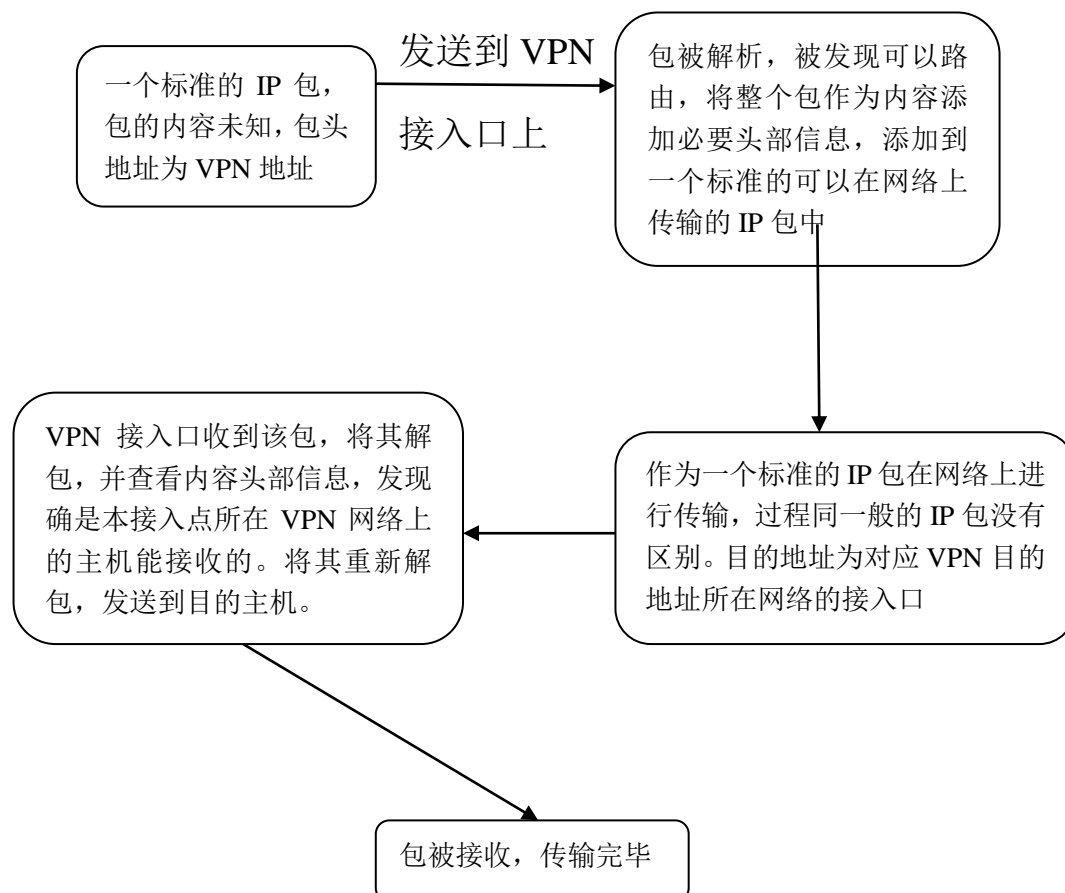 一个标准的 IP 包，
包的内容未知，包头
地址为 VPN 地址
发送到 VPN
接入口上
包被解析，被发现可以路
由，将整个包作为内容添
加必要头部信息，添加到
一个标准的可以在网络上
传输的 IP 包中
作为一个标准的 IP 包在网络上进
行传输，过程同一般的 IP 包没有
区别。目的地址为对应 VPN 目的
地址所在网络的接入口
VPN 接入口收到该包，将其解
包，并查看内容头部信息，发现
确是本接入点所在 VPN 网络上
的主机能接收的。将其重新解
包，发送到目的主机。
包被接收，传输完毕